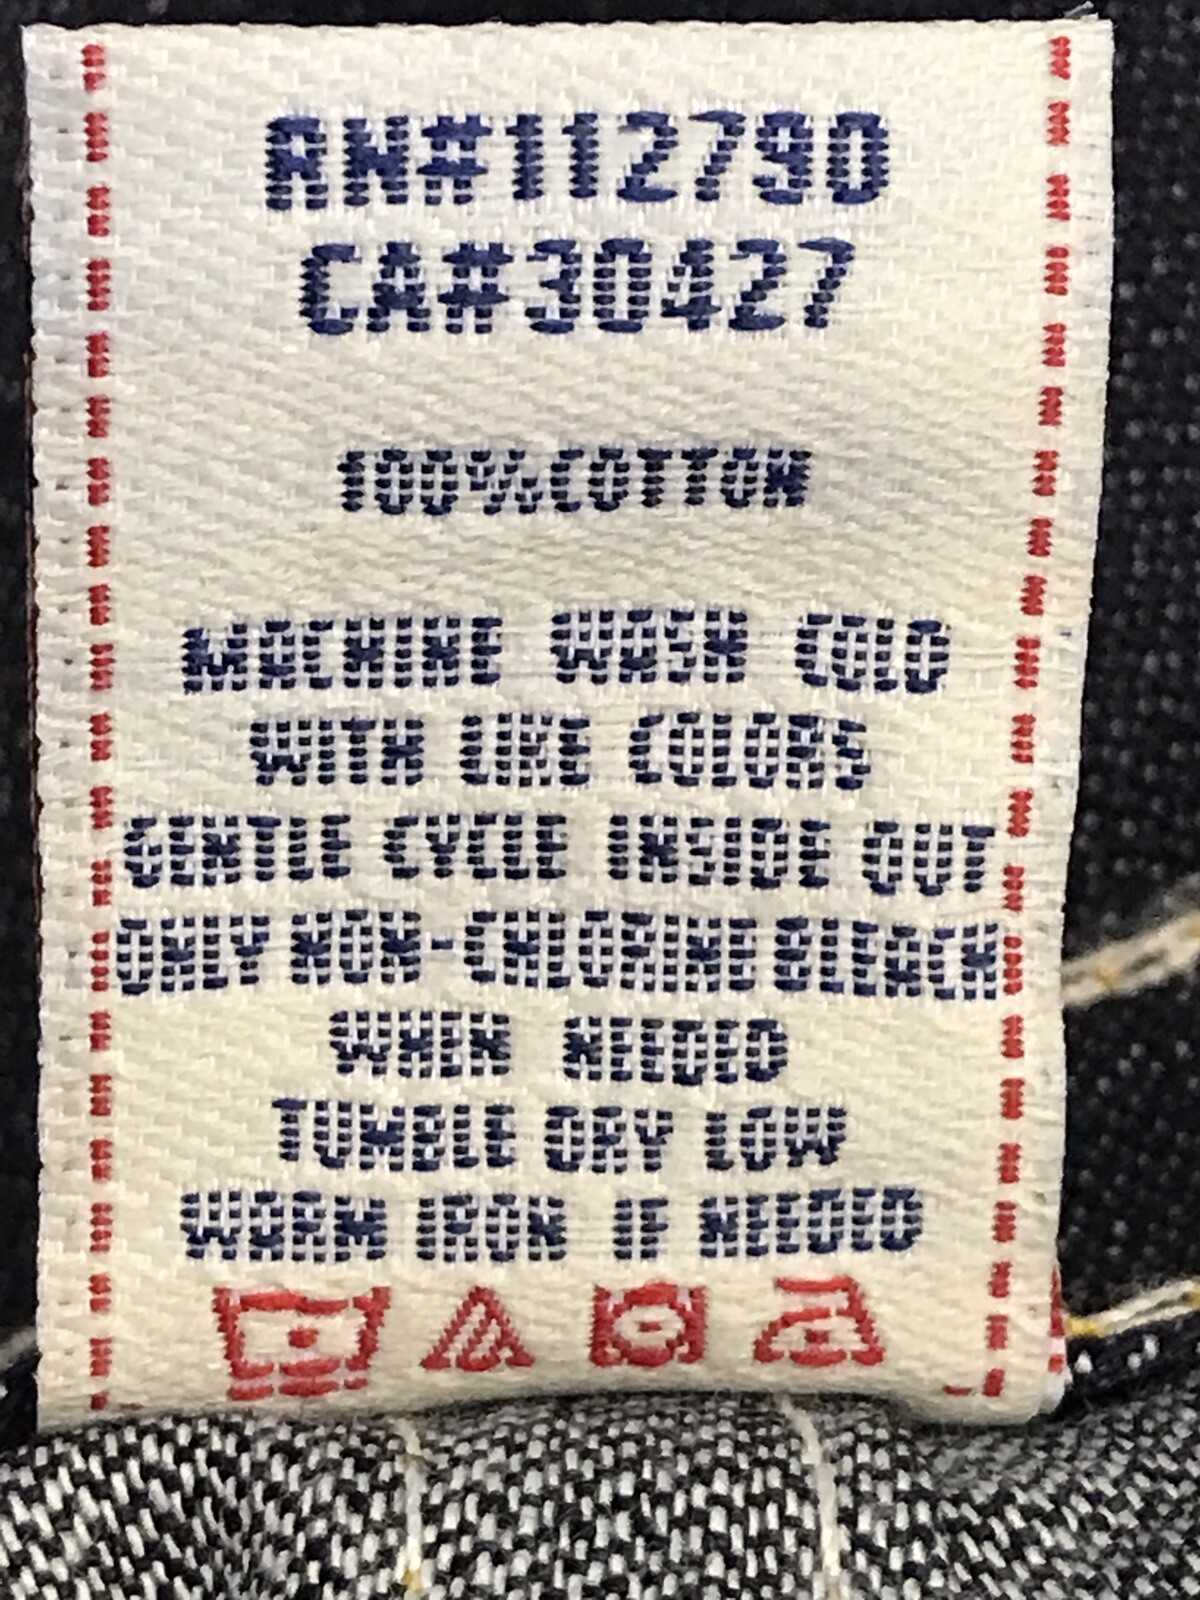 RN#112790
CA#30427
100%COTTON
MACHINE WASH COLD
WITH LIKE COLORS
GENTLE CYCLE INSIDE OUT
ONLY NON-CHLORINE BLEACH
WHEN NEEDED
TUMBLE DRY LOW
WARM IRON IF NEEDED